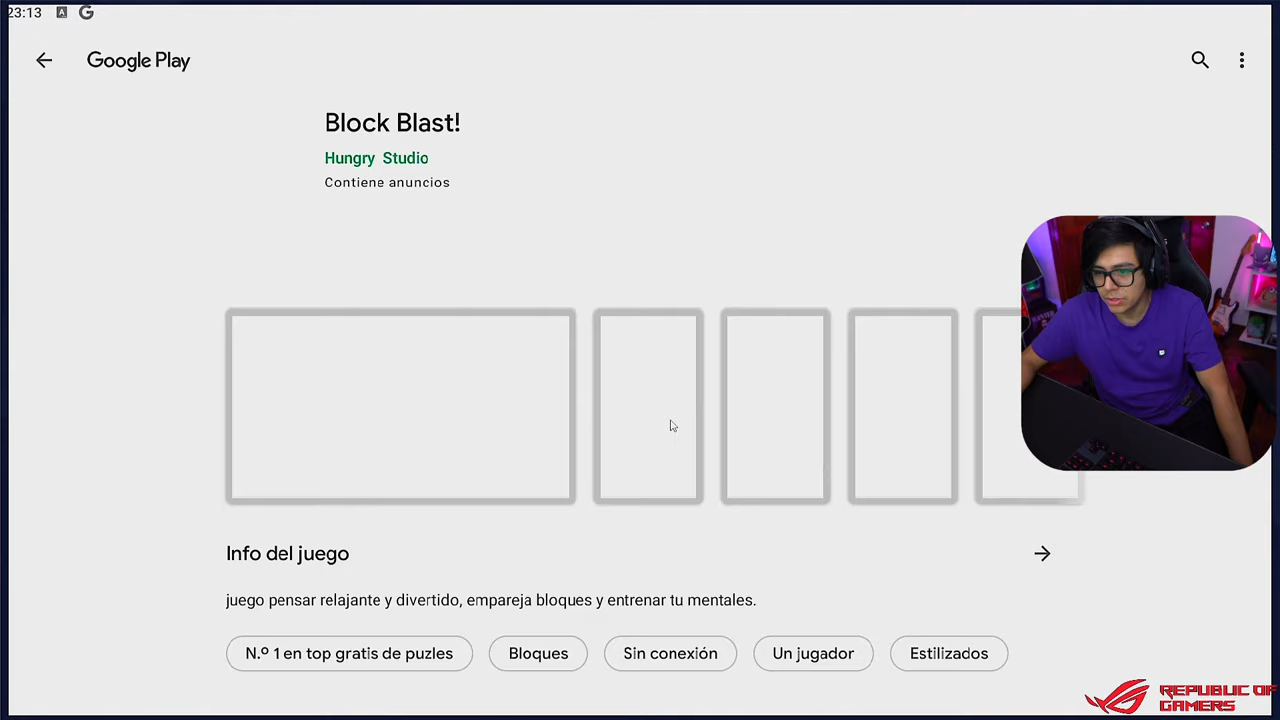 23:13 A G
Google Play
Block Blast!
Hungry Studio
Contiene anuncios
Info del juego
juego pensar relajante y divertido, empareja bloques y entrenar tu mentales.
N.º 1 en top gratis de puzles
Bloques
Sin conexión
Un jugador
Estilizados
REPUBLIC OF
GAMERS